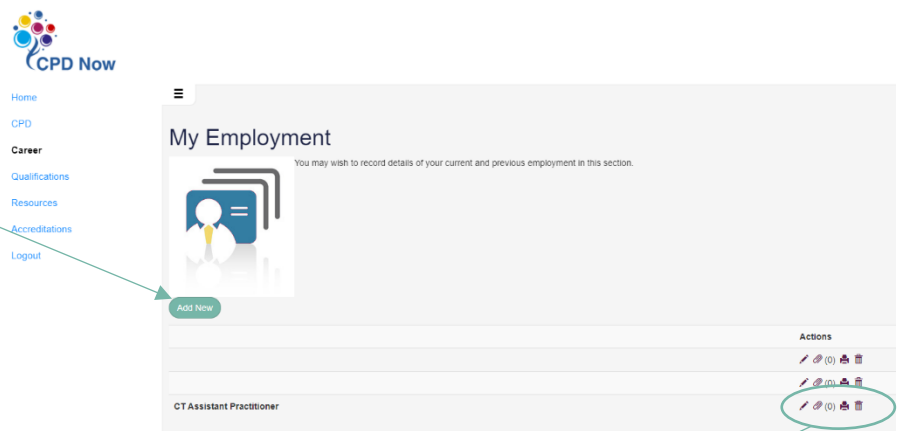 CPD Now
Home
CPD
Career
Qualifications
Resources
Accreditations
Logout
My Employment
You may wish to record details of your current and previous employment in this section.
Add New
Actions
(0)
(0)
CT Assistant Practitioner
(0)